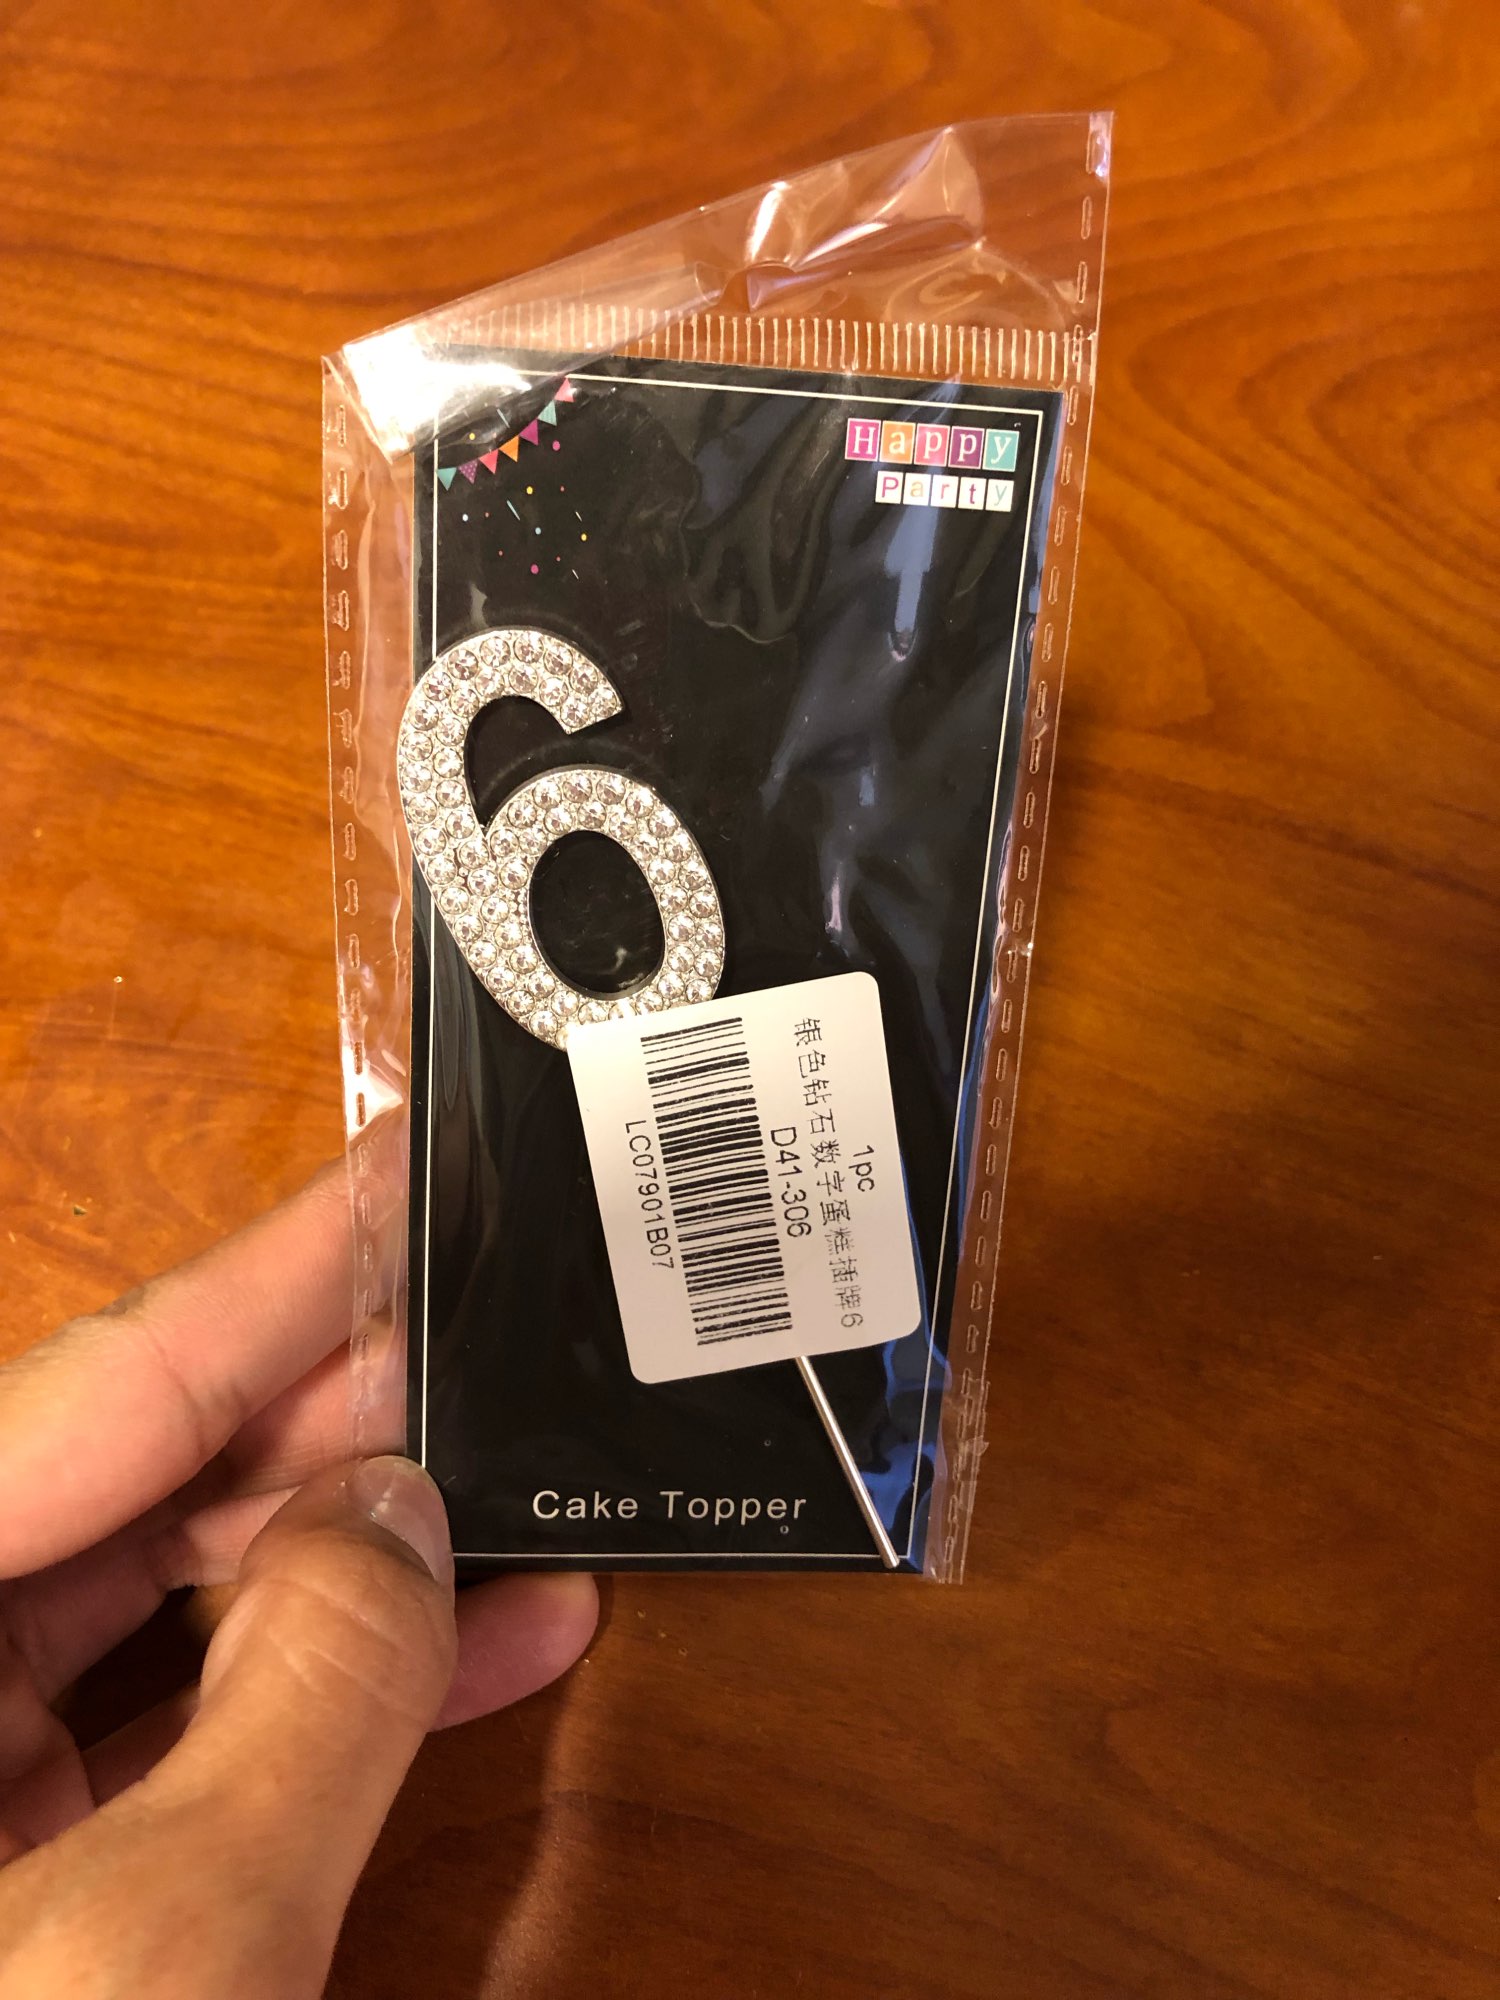 Happy
Party
6
1pc
银色钻石数字蛋糕插牌6
D41-306
LC07901B07
Cake Topper